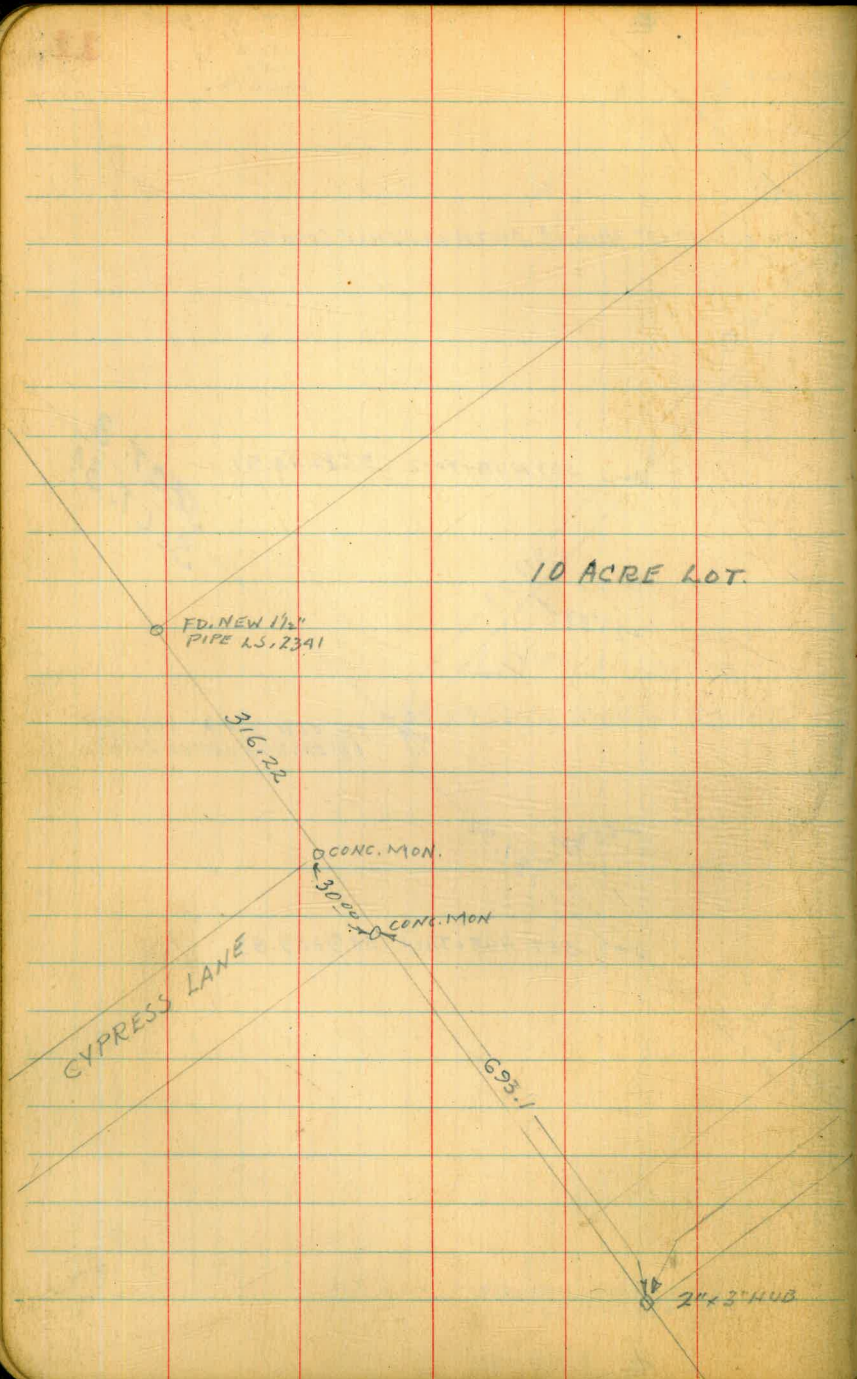 10 ACRE LOT.
FD. NEW 1½"
PIPE LS. 2341
316.22
CONC. MON.
30.00
CONC. MON
CYPRESS LANE
693.1
2" x 3" HUB